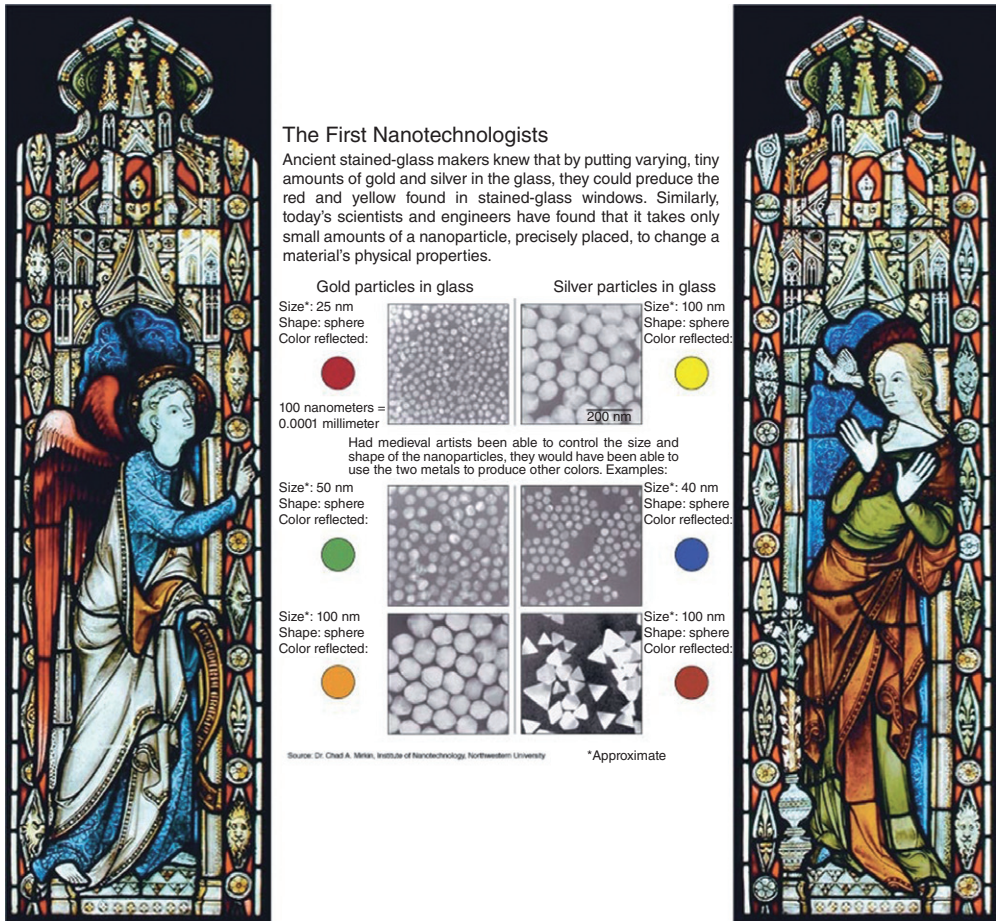 The First Nanotechnologists
Ancient stained-glass makers knew that by putting varying, tiny
amounts of gold and silver in the glass, they could preduce the
red and yellow found in stained-glass windows. Similarly,
today's scientists and engineers have found that it takes only
small amounts of a nanoparticle, precisely placed, to change a
material's physical properties.
Gold particles in glass
Silver particles in glass
Size*: 25 nm
Shape: sphere
Color reflected:
100 nanometers =
0.0001 millimeter
Size*: 100 nm
Shape: sphere
Color reflected:
200 nm
Had medieval artists been able to control the size and
shape of the nanoparticles, they would have been able to
use the two metals to produce other colors. Examples:
Size*: 50 nm
Shape: sphere
Color reflected:
Size*: 40 nm
Shape: sphere
Color reflected:
Size*: 100 nm
Shape: sphere
Color reflected:
Size*: 100 nm
Shape: sphere
Color reflected:
Source: Dr. Chad A. Mirkin, Institute of Nanotechnology, Northwestern University
*Approximate